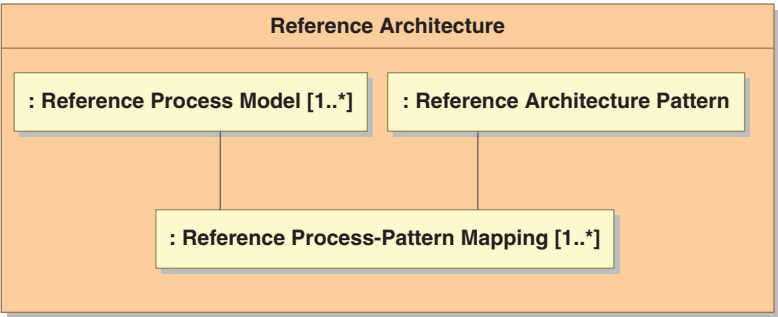 Reference Architecture
: Reference Process Model [1..*]
: Reference Architecture Pattern
: Reference Process-Pattern Mapping [1..*]